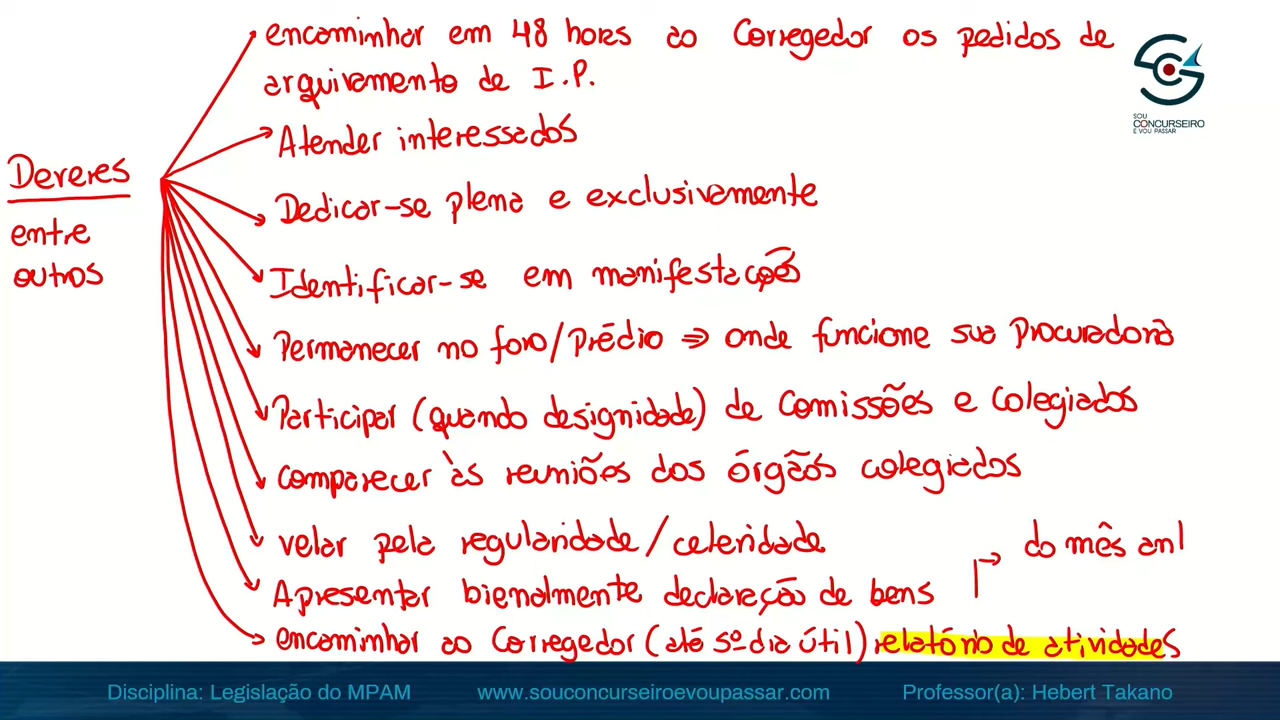 encaminhar em 48 horas ao Corregedor os pedidos de
arquivamento de I.P.
SOU
CONCURSEIRO
E VOU PASSAR
Atender interessados
Deveres
entre
outros
Dedicar-se plena e exclusivamente
Identificar-se em manifestações
Permanecer no foro/Prédio ⇒ onde funcione sua Procuradoria
Participar (quando designidade) de Comissões e Colegiados
comparecer às reuniões dos órgãos colegiados
velar pela regularidade/celeridade
do mês ant
Apresentar bienalmente declaração de bens
encaminhar ao Corregedor (até 5º dia útil) relatório de atividades
Disciplina: Legislação do MPAM www.souconcurseiroevoupassar.com Professor(a): Hebert Takano